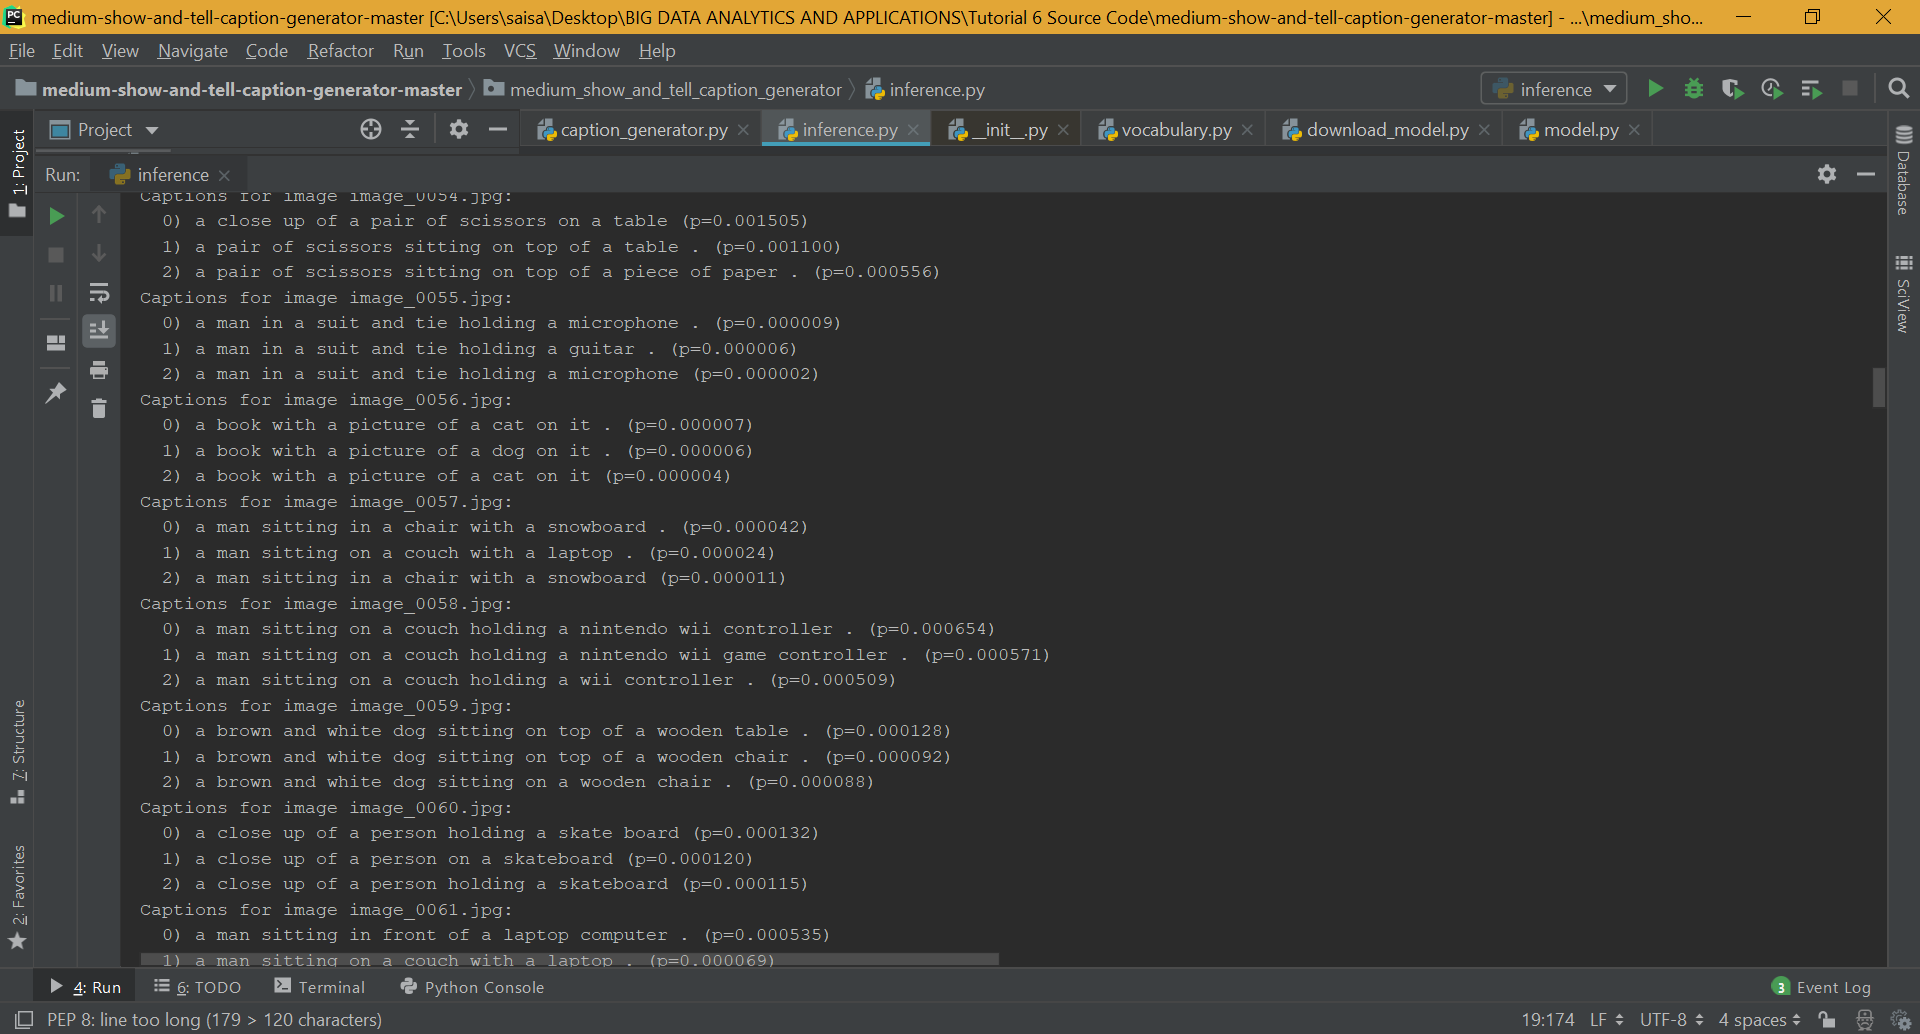 PC medium-show-and-tell-caption-generator-master [C:\Users\saisa\Desktop\BIG DATA ANALYTICS AND APPLICATIONS\Tutorial 6 Source Code\medium-show-and-tell-caption-generator-master] - ...\medium_sho...
File Edit View Navigate Code Refactor Run Tools VCS Window Help
medium-show-and-tell-caption-generator-master medium_show_and_tell_caption_generator inference.py inference
Project caption_generator.py inference.py __init__.py vocabulary.py download_model.py model.py
1: Project
Database
SciView
Run: inference
Captions for image image_0054.jpg:
0) a close up of a pair of scissors on a table (p=0.001505)
1) a pair of scissors sitting on top of a table . (p=0.001100)
2) a pair of scissors sitting on top of a piece of paper . (p=0.000556)
Captions for image image_0055.jpg:
0) a man in a suit and tie holding a microphone . (p=0.000009)
1) a man in a suit and tie holding a guitar . (p=0.000006)
2) a man in a suit and tie holding a microphone (p=0.000002)
Captions for image image_0056.jpg:
0) a book with a picture of a cat on it . (p=0.000007)
1) a book with a picture of a dog on it . (p=0.000006)
2) a book with a picture of a cat on it (p=0.000004)
Captions for image image_0057.jpg:
0) a man sitting in a chair with a snowboard . (p=0.000042)
1) a man sitting on a couch with a laptop . (p=0.000024)
2) a man sitting in a chair with a snowboard (p=0.000011)
Captions for image image_0058.jpg:
0) a man sitting on a couch holding a nintendo wii controller . (p=0.000654)
1) a man sitting on a couch holding a nintendo wii game controller . (p=0.000571)
2) a man sitting on a couch holding a wii controller . (p=0.000509)
Captions for image image_0059.jpg:
0) a brown and white dog sitting on top of a wooden table . (p=0.000128)
1) a brown and white dog sitting on top of a wooden chair . (p=0.000092)
2) a brown and white dog sitting on a wooden chair . (p=0.000088)
Captions for image image_0060.jpg:
0) a close up of a person holding a skate board (p=0.000132)
1) a close up of a person on a skateboard (p=0.000120)
2) a close up of a person holding a skateboard (p=0.000115)
Captions for image image_0061.jpg:
0) a man sitting in front of a laptop computer . (p=0.000535)
1) a man sitting on a couch with a laptop . (p=0.000069)
7: Structure
2: Favorites
4: Run 6: TODO Terminal Python Console 3 Event Log
PEP 8: line too long (179 > 120 characters) 19:174 LF UTF-8 4 spaces